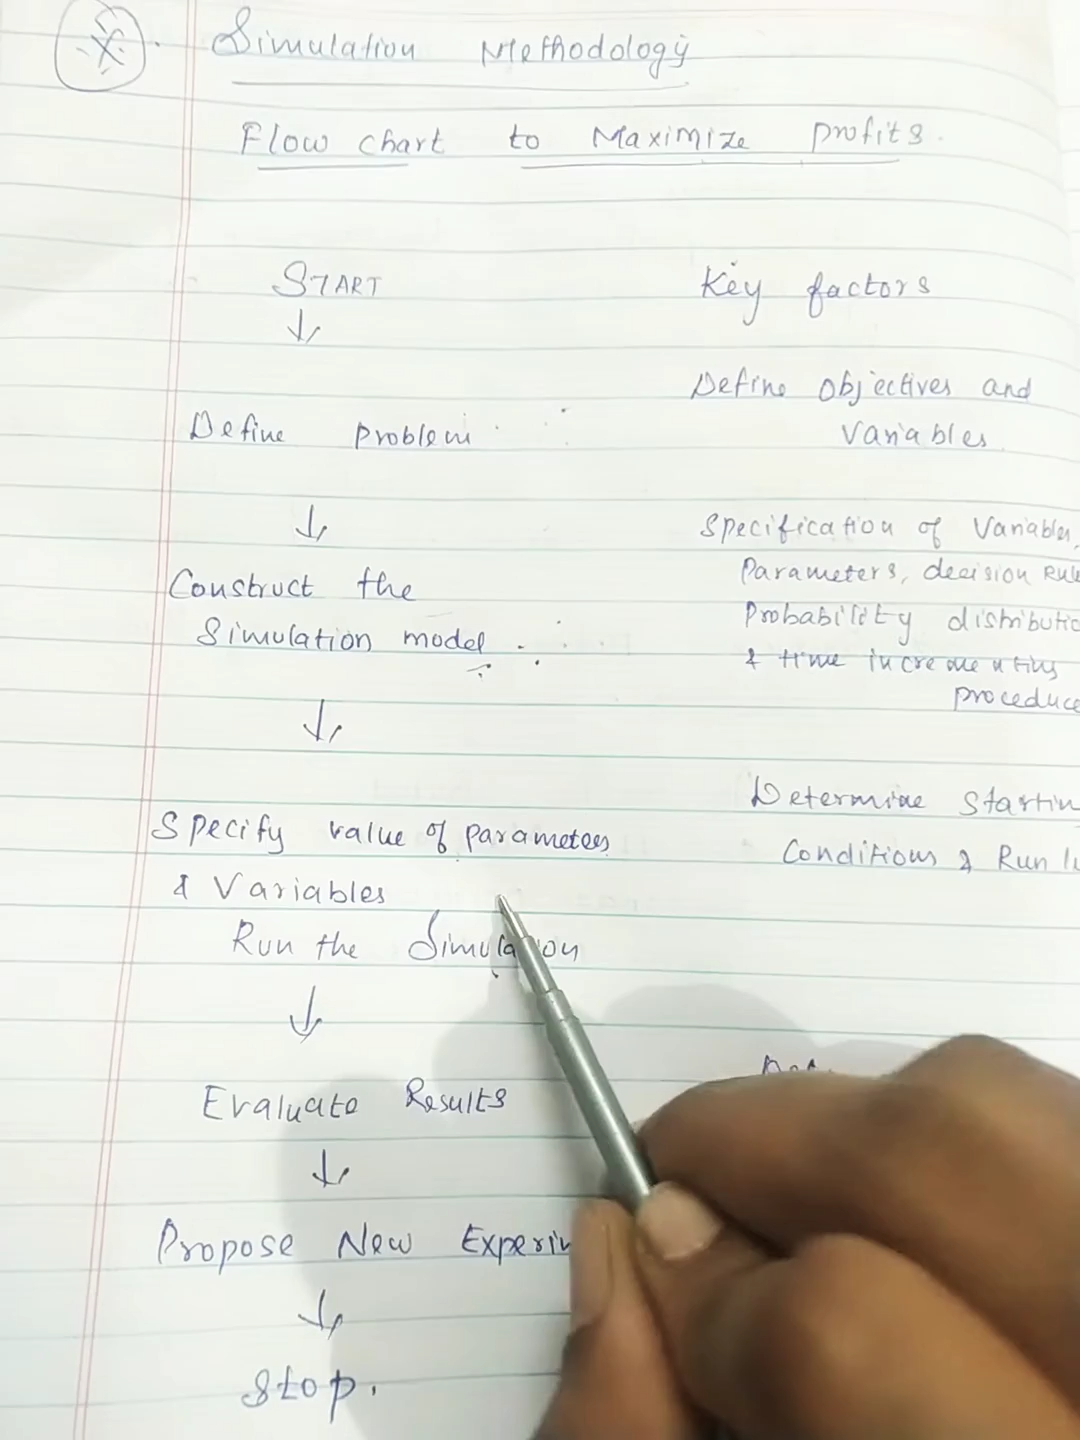 Simulation Methodology
Flow chart to Maximize profits.
START
Key factors
Define Objectives and
Variables
Define Problem
Specification of Variables,
Parameters, decision
Probability
& time incrementing
Construct the
Simulation model
Determine
Conditions & Run
Specify value of parameters
& Variables
Run the Simulation
Evaluate Results
Propose New
Stop.